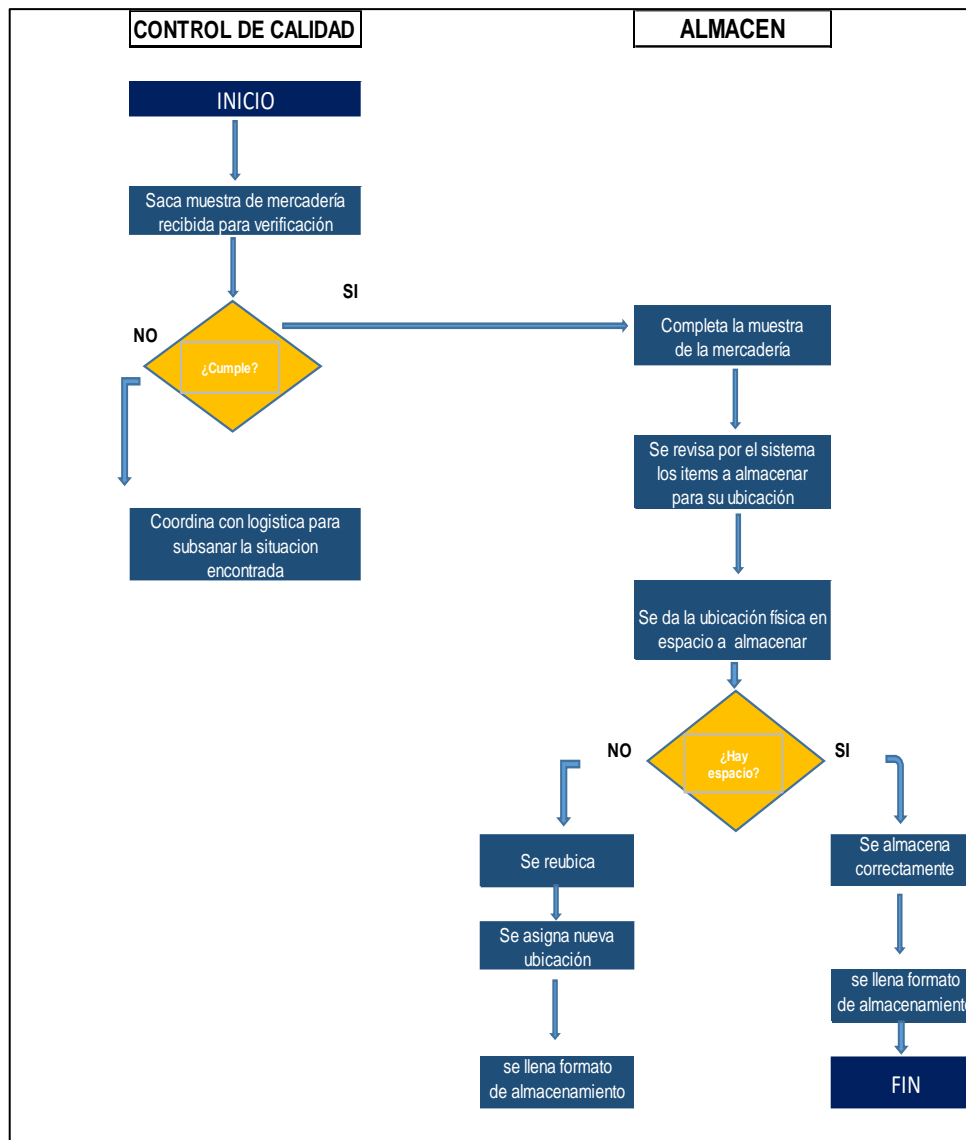 CONTROL DE CALIDAD
ALMACEN
INICIO
Saca muestra de mercadería
recibida para verificación
SI
NO
¿Cumple?
Completa la muestra
de la mercadería
Se revisa por el sistema
los items a almacenar
para su ubicación
Coordina con logistica para
subsanar la situacion
encontrada
Se da la ubicación física en
espacio a almacenar
NO
¿Hay
espacio?
SI
Se reubica
Se almacena
correctamente
Se asigna nueva
ubicación
se llena formato
de almacenamiento
se llena formato
de almacenamiento
FIN